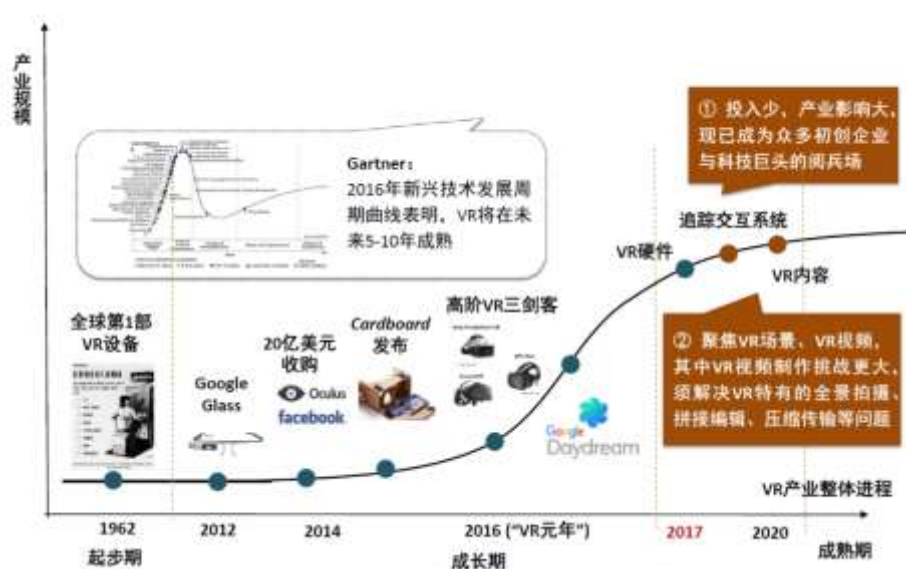 产业规模
Gartner:
2016年新兴技术发展周
期曲线表明，VR将在未
来5-10年成熟
① 投入少、产业影响大，
现已成为众多初创企业
与科技巨头的阅兵场
追踪交互系统
VR硬件
VR内容
② 聚焦VR场景、VR视频，
其中VR视频制作挑战更大，
须解决VR特有的全景拍摄、
拼接编辑、压缩传输等问题
全球第1部
VR设备
Google
Glass
20亿美元
收购
Oculus
facebook
Cardboard
发布
高阶VR三剑客
Google
Daydream
VR产业整体进程
1962
2012
2014
2016 (“VR元年”)
2017
2020
起步期
成长期
成熟期